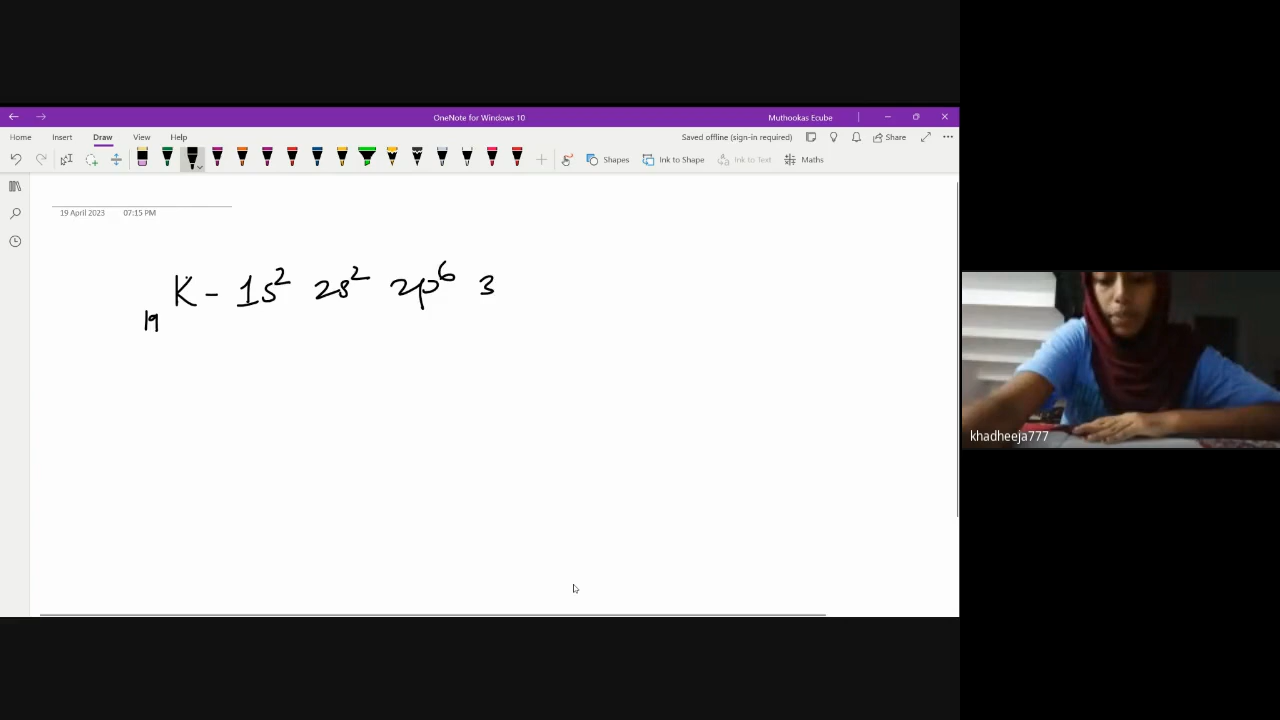 OneNote for Windows 10
Muthookas Ecube
Home Insert Draw View Help
Saved offline (sign-in required)
Share
Shapes
Ink to Shape
Ink to Text
Maths
19 April 2023 07:15 PM
K - 1s² 2s² 2p⁶ 3
19
khadheeja777